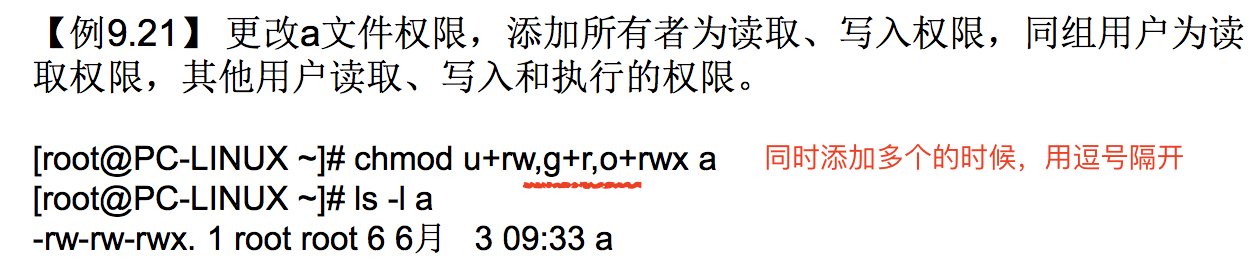 【例9.21】 更改a文件权限，添加所有者为读取、写入权限，同组用户为读
取权限，其他用户读取、写入和执行的权限。
[root@PC-LINUX ~]# chmod u+rw,g+r,o+rwx a 同时添加多个的时候，用逗号隔开
[root@PC-LINUX ~]# ls -l a
-rw-rw-rwx. 1 root root 6 6月 3 09:33 a